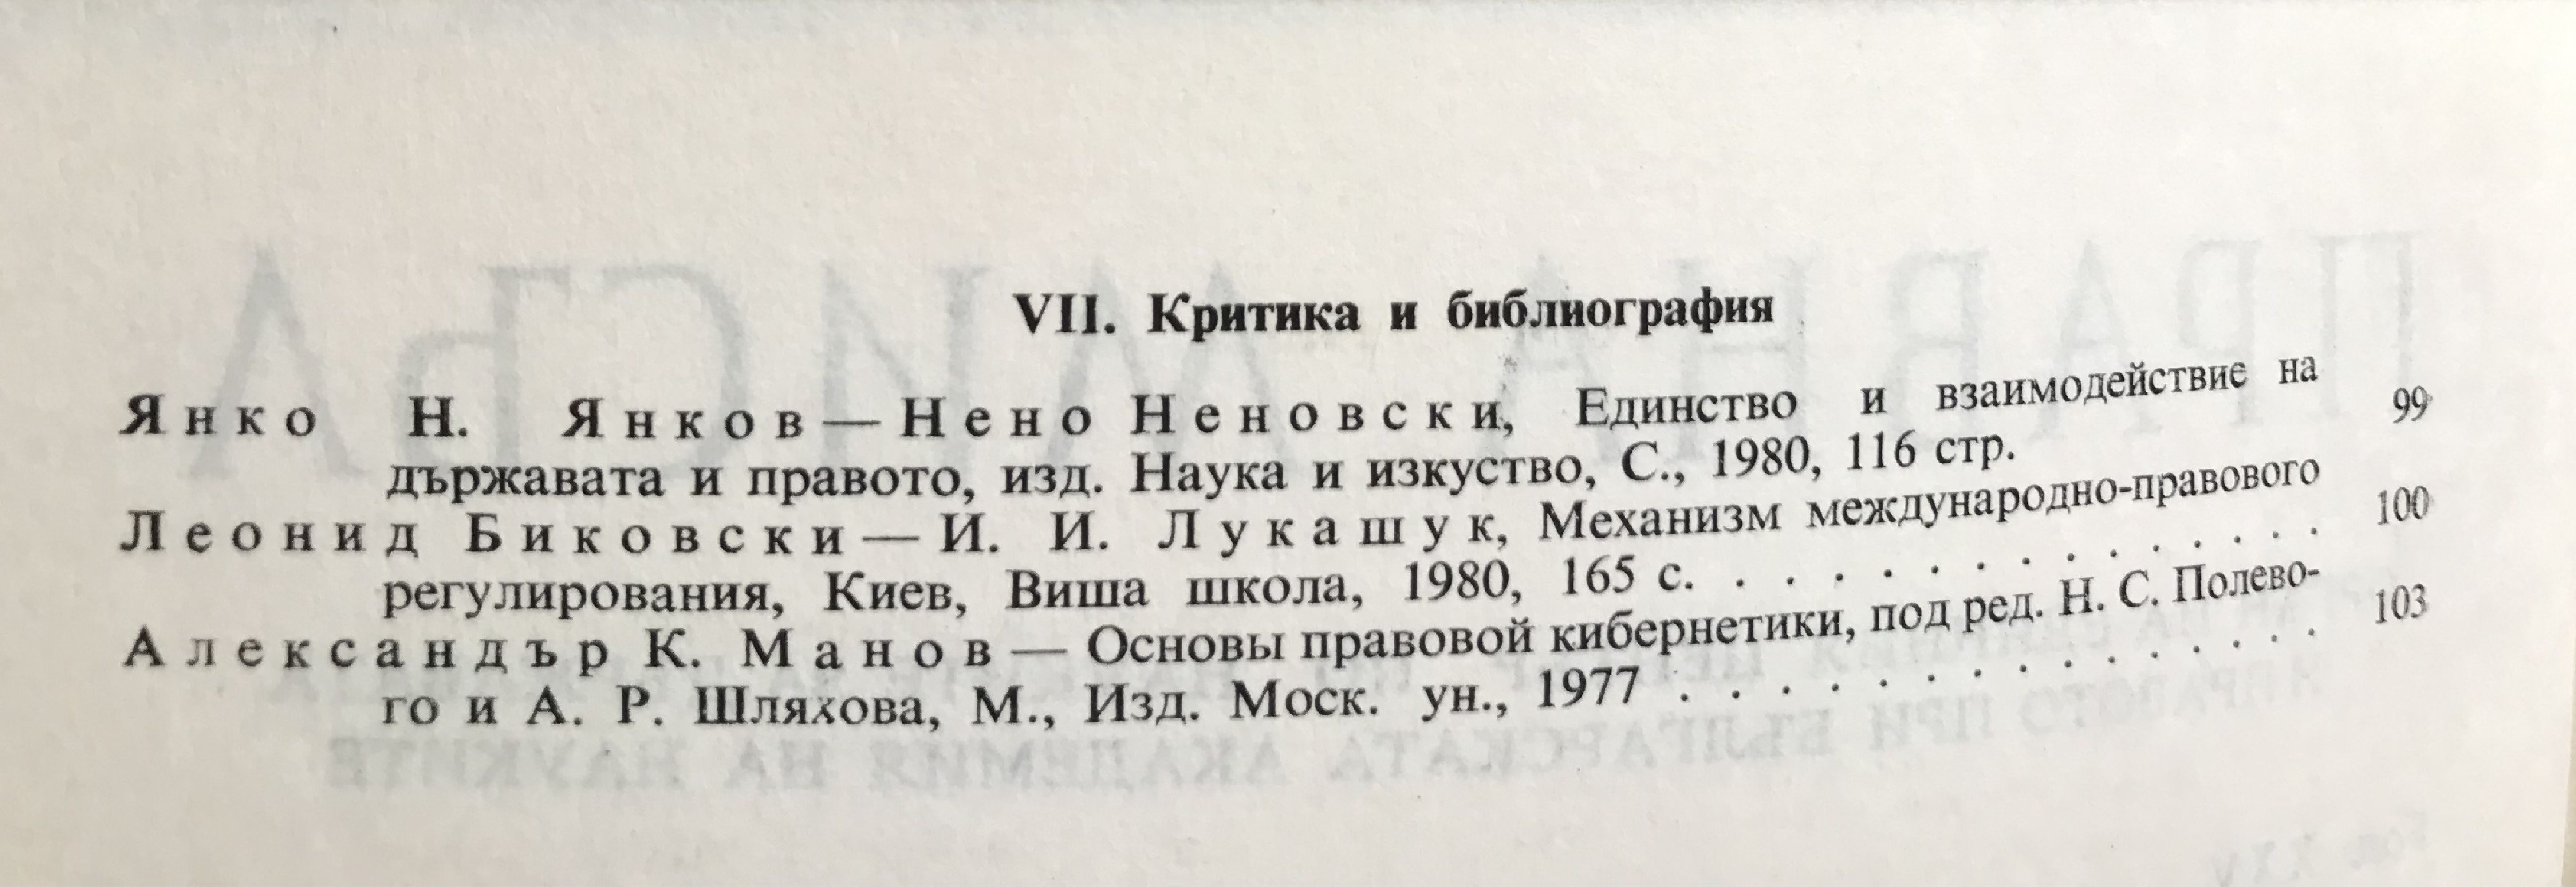 VII. Критика и библиография
Янко Н. Янков — Нено Неновски, Единство и взаимодействие на
държавата и правото, изд. Наука и изкуство, С., 1980, 116 стр. 99
Леонид Биковски — И. И. Лукашук, Механизм международно-правового
регулирования, Киев, Виша школа, 1980, 165 с. . . . . . . . . . . . . 100
Александър К. Манов — Основы правовой кибернетики, под ред. Н. С. Полево-
го и А. Р. Шляхова, М., Изд. Моск. ун., 1977 . . . . . . . . . . . . . 103